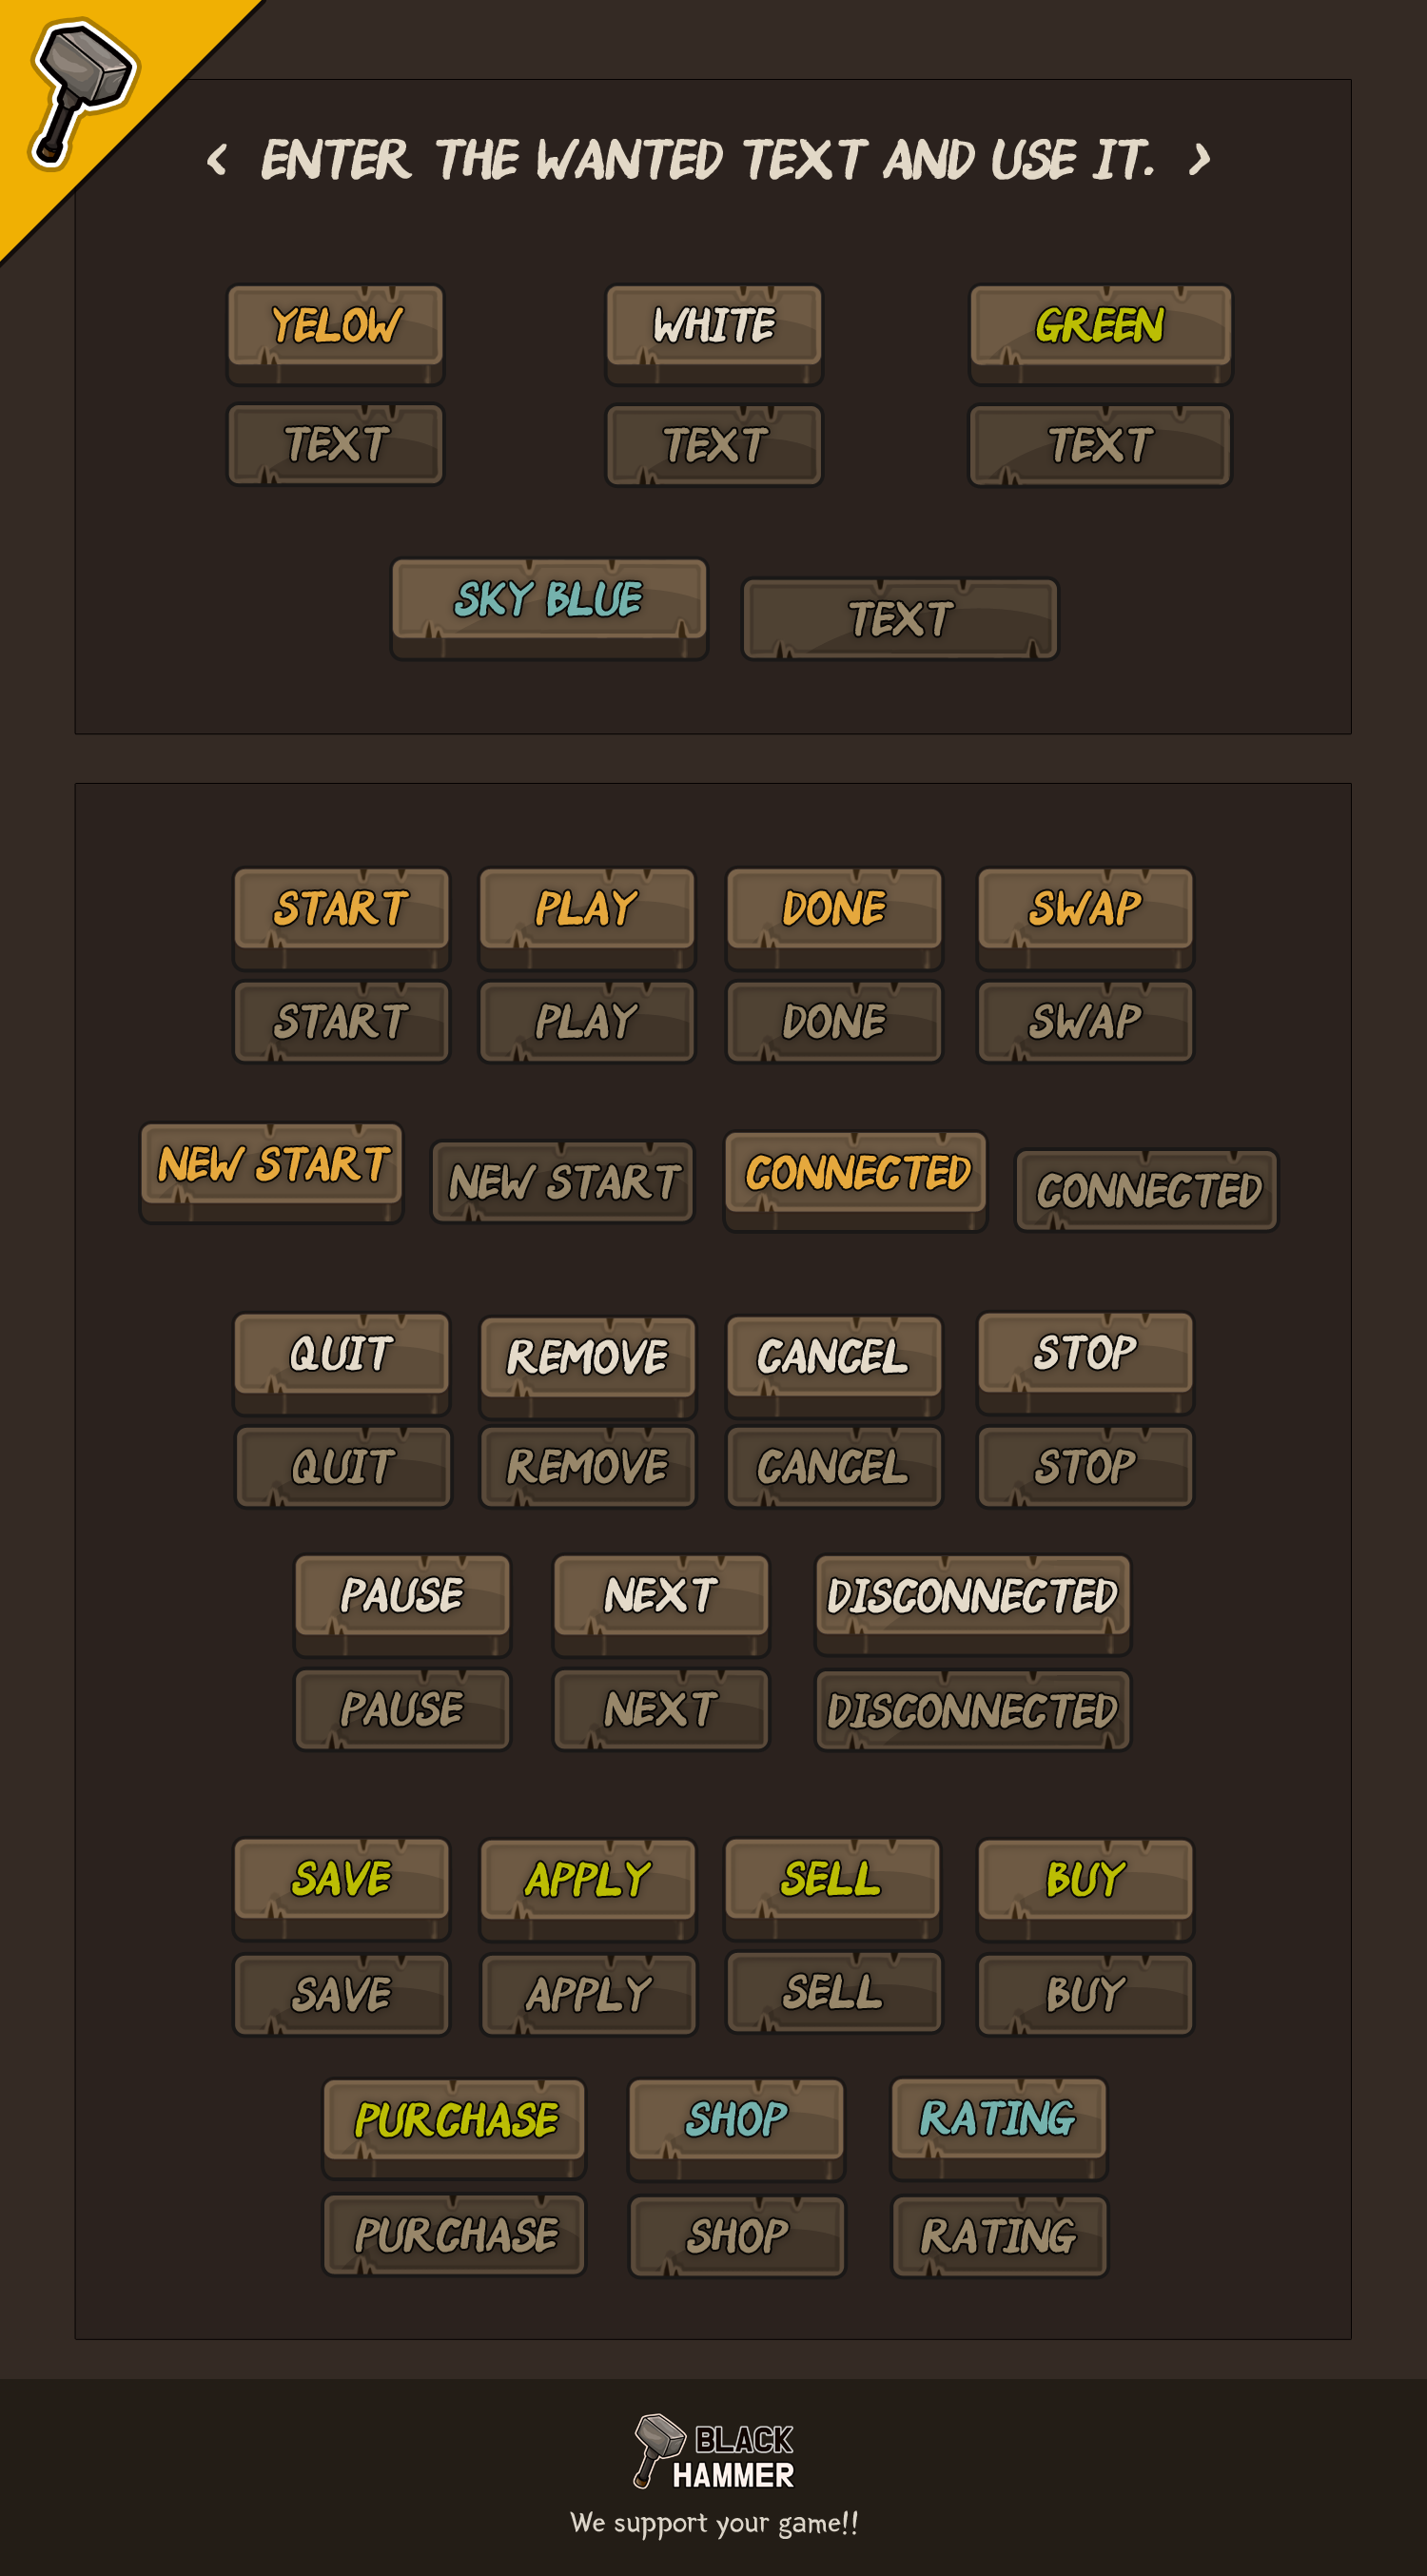 < ENTER THE WANTED TEXT AND USE IT. >
YELOW WHITE GREEN
TEXT TEXT TEXT
SKY BLUE TEXT
START PLAY DONE SWAP
START PLAY DONE SWAP
NEW START NEW START CONNECTED CONNECTED
QUIT REMOVE CANCEL STOP
QUIT REMOVE CANCEL STOP
PAUSE NEXT DISCONNECTED
PAUSE NEXT DISCONNECTED
SAVE APPLY SELL BUY
SAVE APPLY SELL BUY
PURCHASE SHOP RATING
PURCHASE SHOP RATING
BLACK
HAMMER
We support your game!!